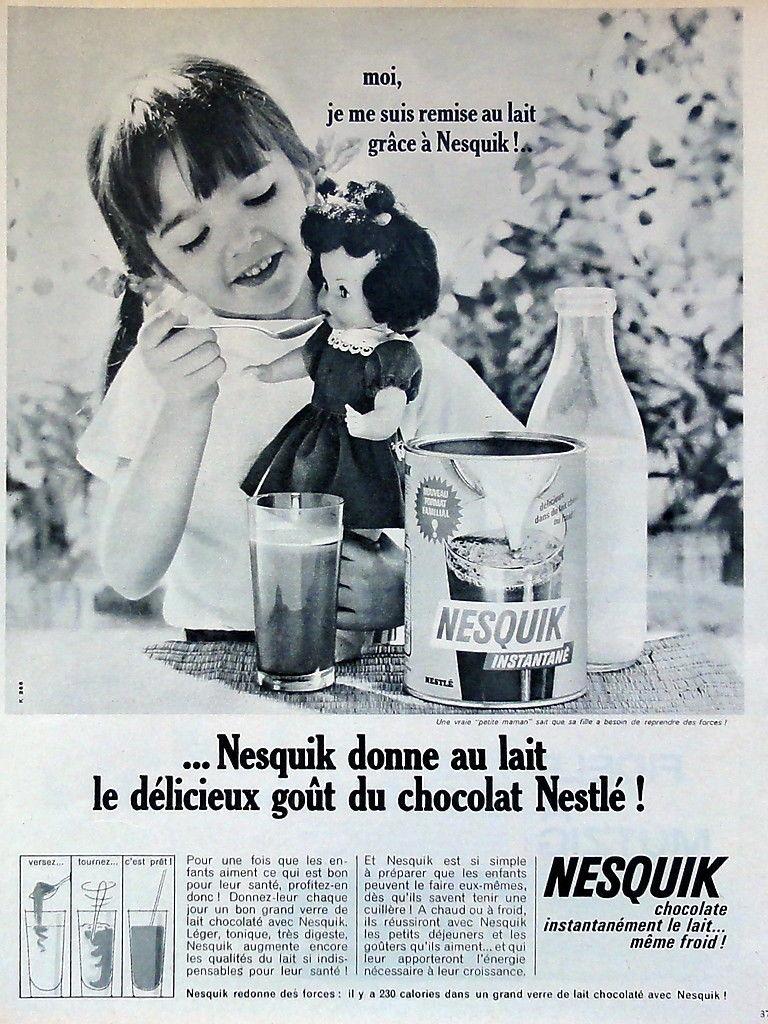 moi,
je me suis remise au lait
grâce à Nesquik !..
NOUVEAU
FORMAT
FAMILIAL
!
délicieux
NESQUIK
INSTANTANÉ
NESTLÉ
Une vraie "petite maman" sait que sa fille a besoin de reprendre des forces !
... Nesquik donne au lait
le délicieux goût du chocolat Nestlé !
versez... tournez... c'est prêt !
Pour une fois que les en-
fants aiment ce qui est bon
pour leur santé, profitez-en
donc ! Donnez-leur chaque
jour un bon grand verre de
lait chocolaté avec Nesquik.
Léger, tonique, très digeste,
Nesquik augmente encore
les qualités du lait si indis-
pensables pour leur santé !
Et Nesquik est si simple
à préparer que les enfants
peuvent le faire eux-mêmes,
dès qu'ils savent tenir une
cuillère ! A chaud ou à froid,
ils réussiront avec Nesquik
les petits déjeuners et les
goûters qu'ils aiment... et qui
leur apporteront l'énergie
nécessaire à leur croissance.
NESQUIK
chocolate
instantanément le lait...
même froid !
Nesquik redonne des forces : il y a 230 calories dans un grand verre de lait chocolaté avec Nesquik !
37